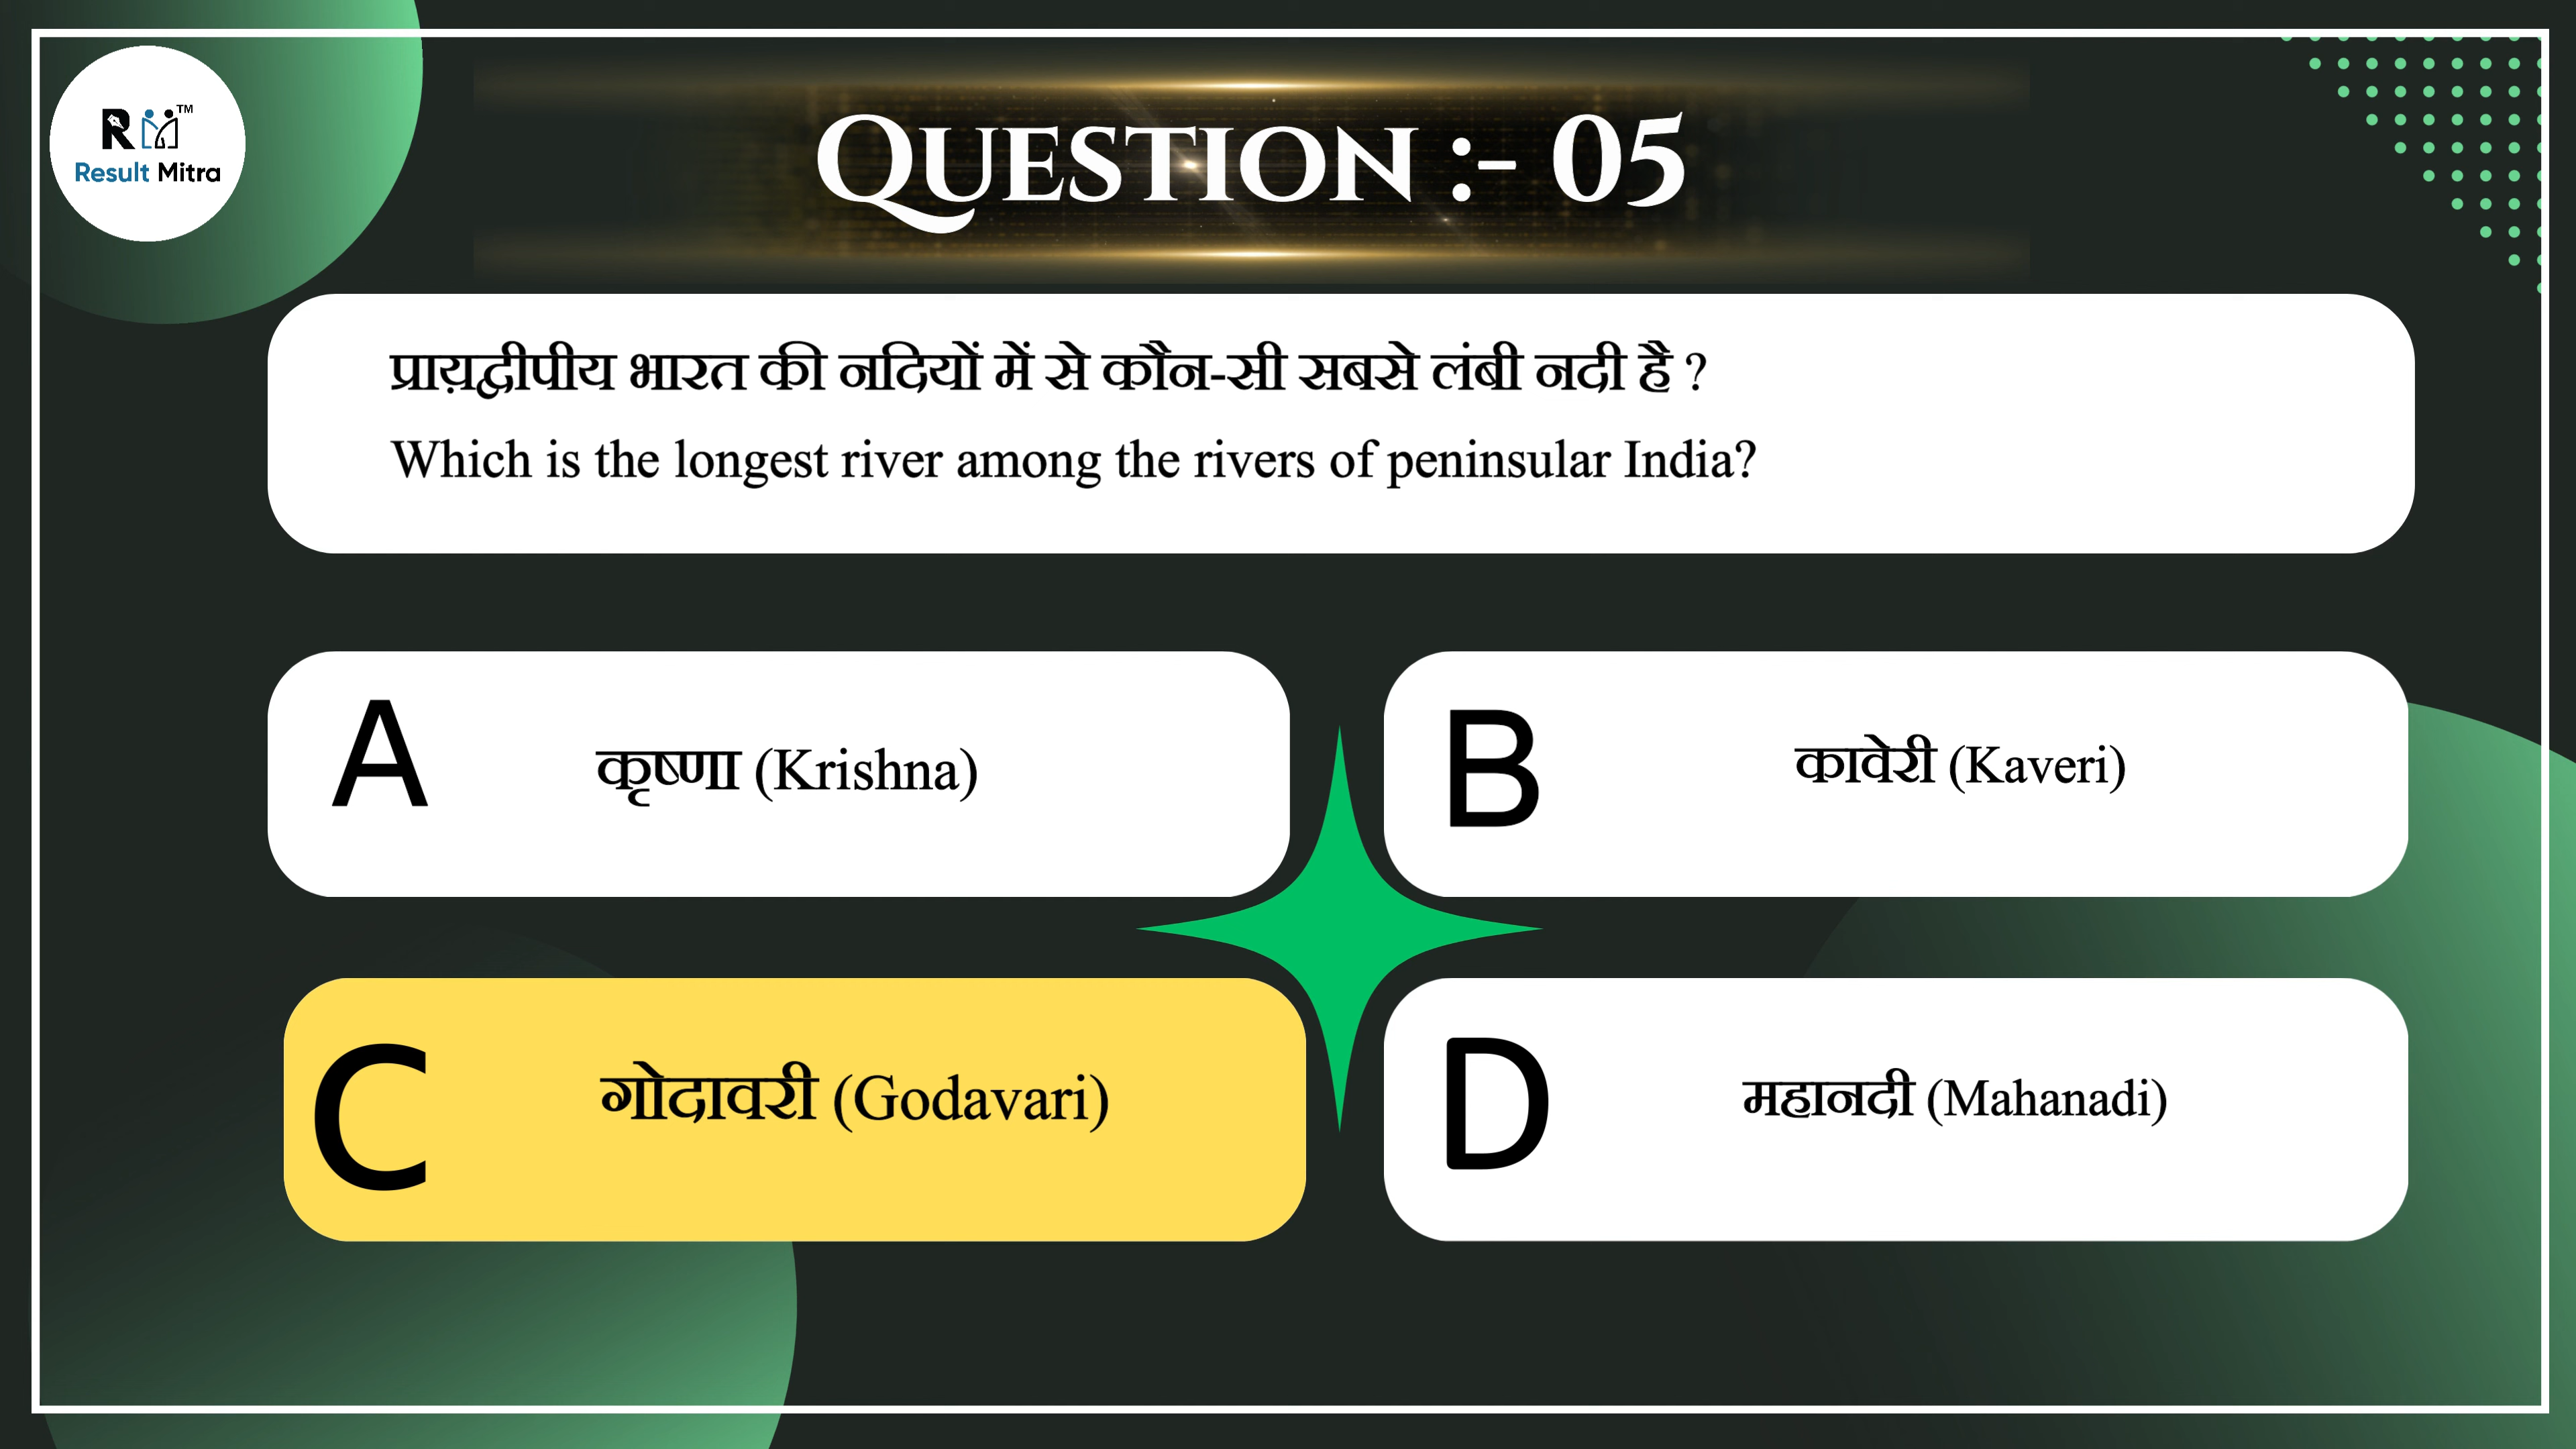 RM™
Result Mitra
QUESTION :- 05
प्राय़द्वीपीय भारत की नदियों में से कौन-सी सबसे लंबी नदी है ?
Which is the longest river among the rivers of peninsular India?
A
कृष्णा (Krishna)
B
कावेरी (Kaveri)
C
गोदावरी (Godavari)
D
महानदी (Mahanadi)